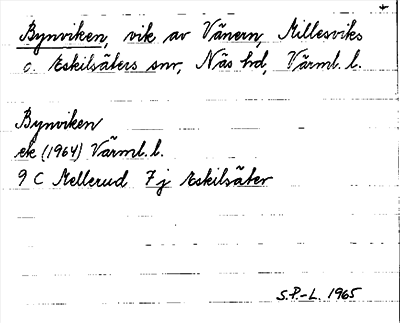 Bynviken, vik av Vänern, Millesviks
o. Eskilsäters snr, Näs hd, Värml. l.
Bynviken
ek (1964) Värml. l.
9 C Mellerud 7 j Eskilsäter
S.P.-L. 1965